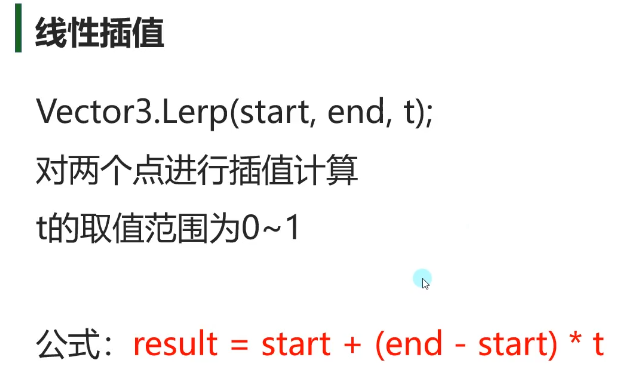 线性插值
Vector3.Lerp(start, end, t);
对两个点进行插值计算
t的取值范围为0~1
公式：result = start + (end - start) * t